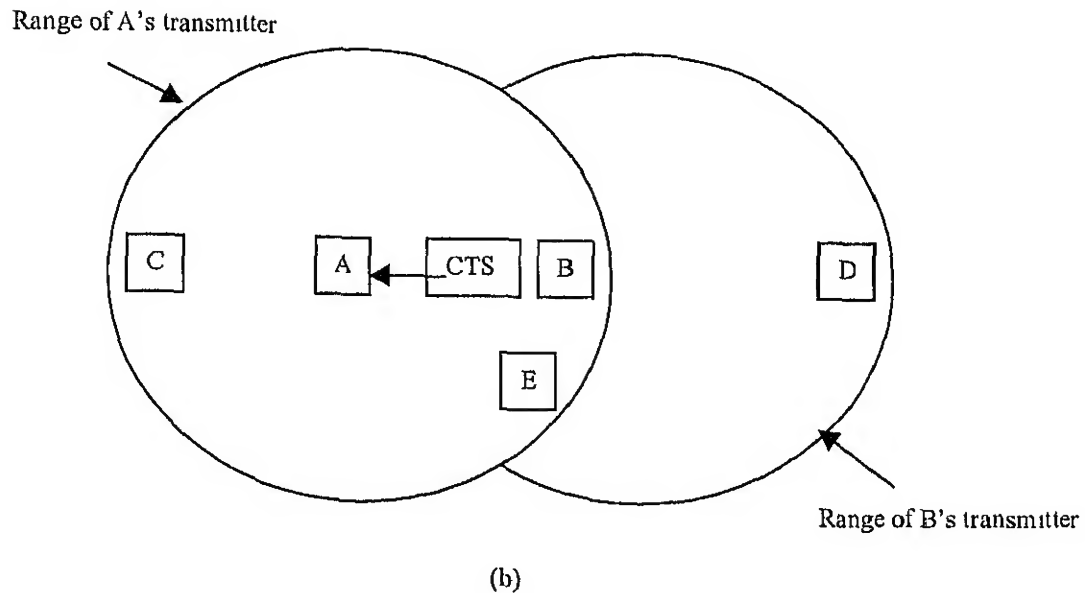 Range of A's transmitter
C
A
CTS
B
D
E
Range of B's transmitter
(b)